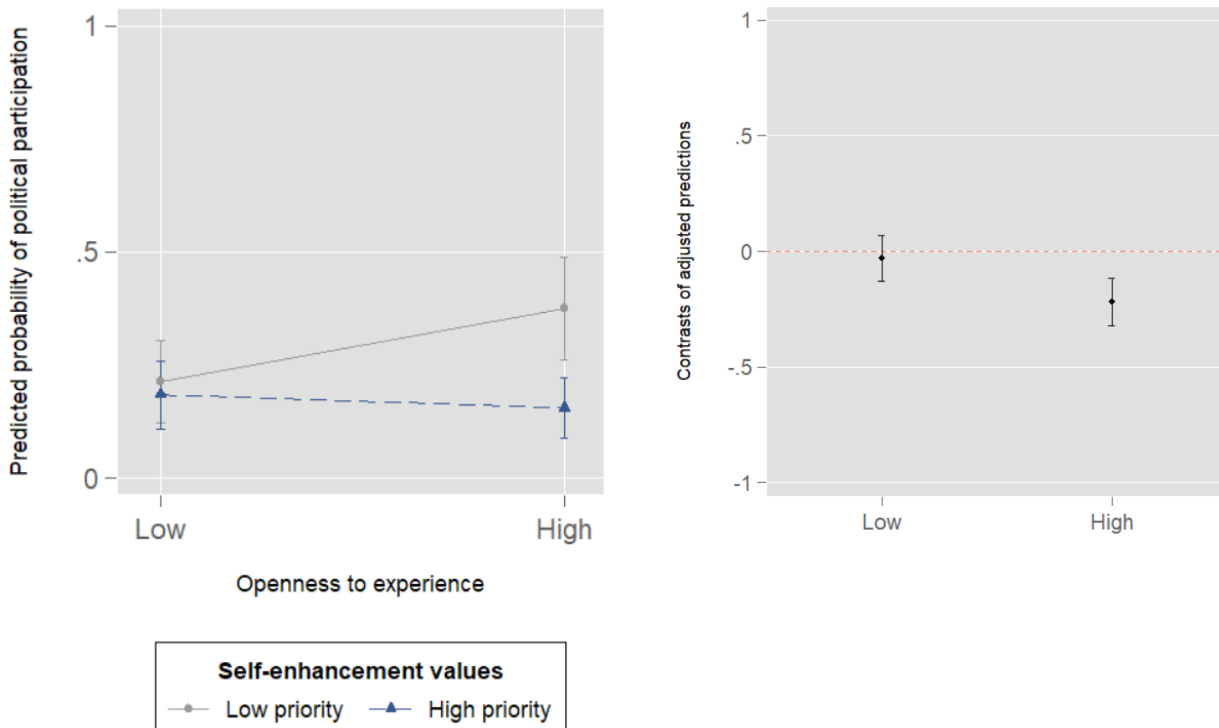 Predicted probability of political participation
1
.5
0
Low
High
Openness to experience
Self-enhancement values
Low priority
High priority
Contrasts of adjusted predictions
1
.5
0
-.5
-1
Low
High